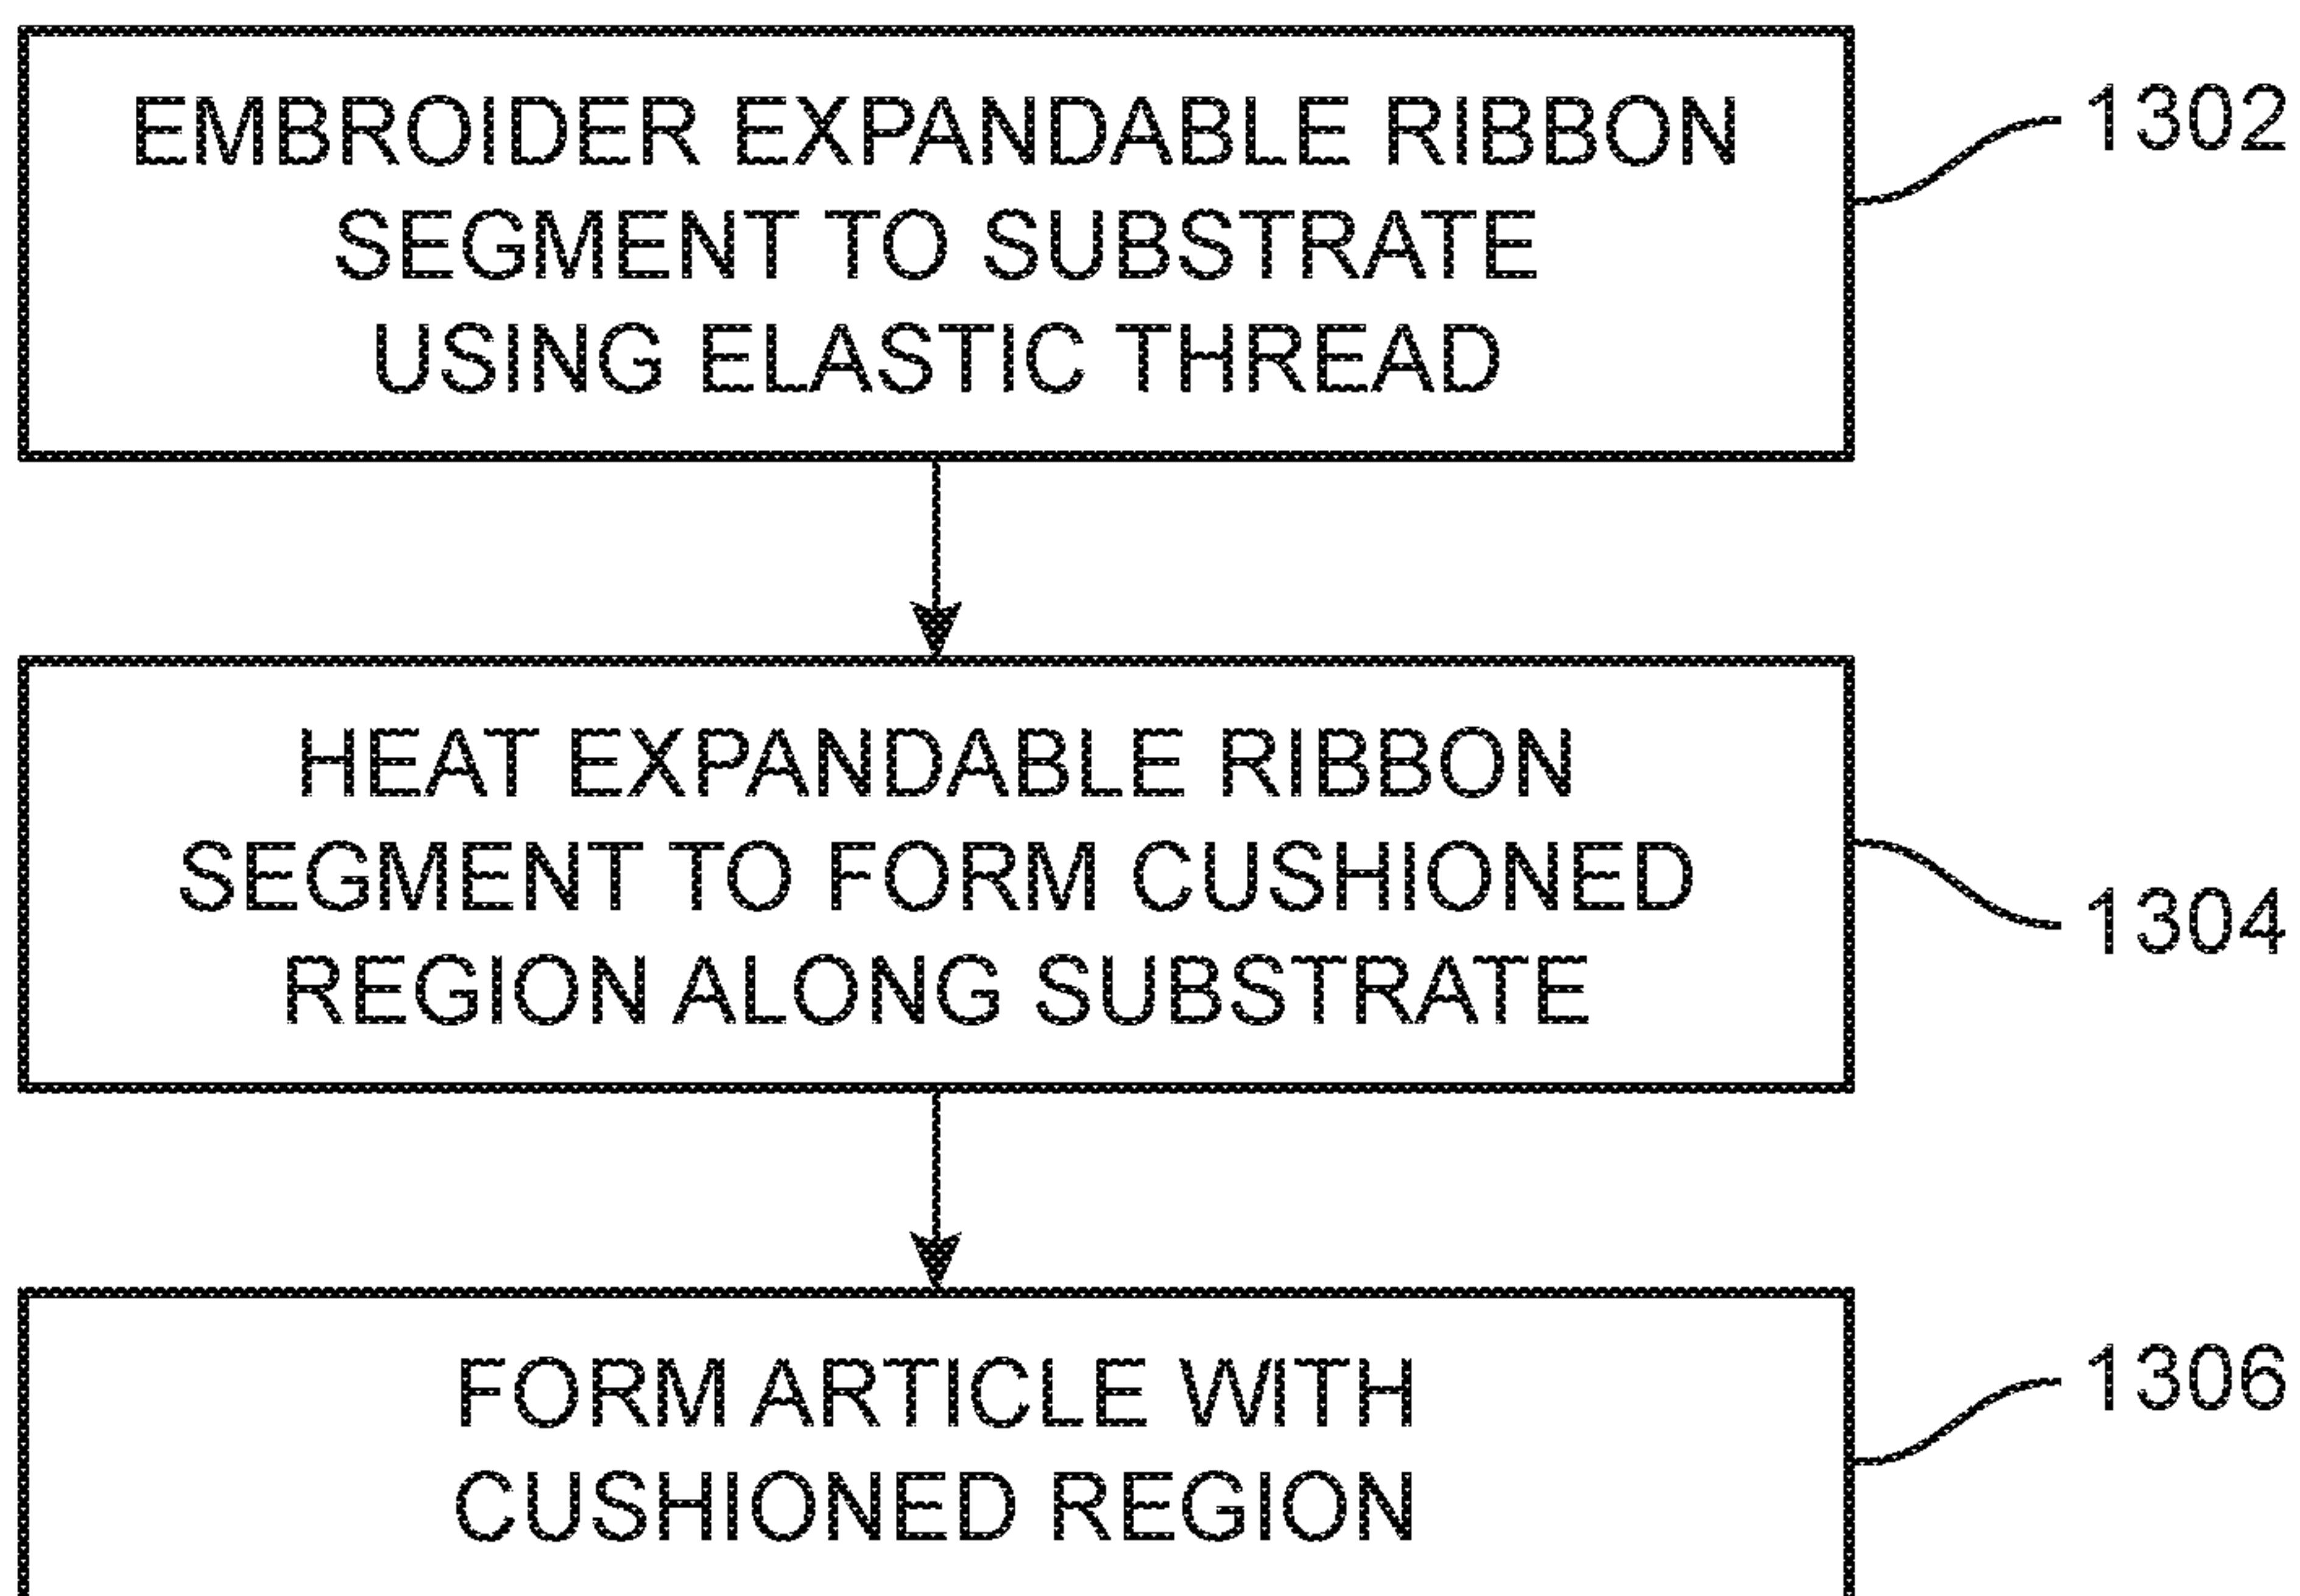 EMBROIDER EXPANDABLE RIBBON
SEGMENT TO SUBSTRATE
USING ELASTIC THREAD
1302
HEAT EXPANDABLE RIBBON
SEGMENT TO FORM CUSHIONED
REGION ALONG SUBSTRATE
1304
FORM ARTICLE WITH
CUSHIONED REGION
1306